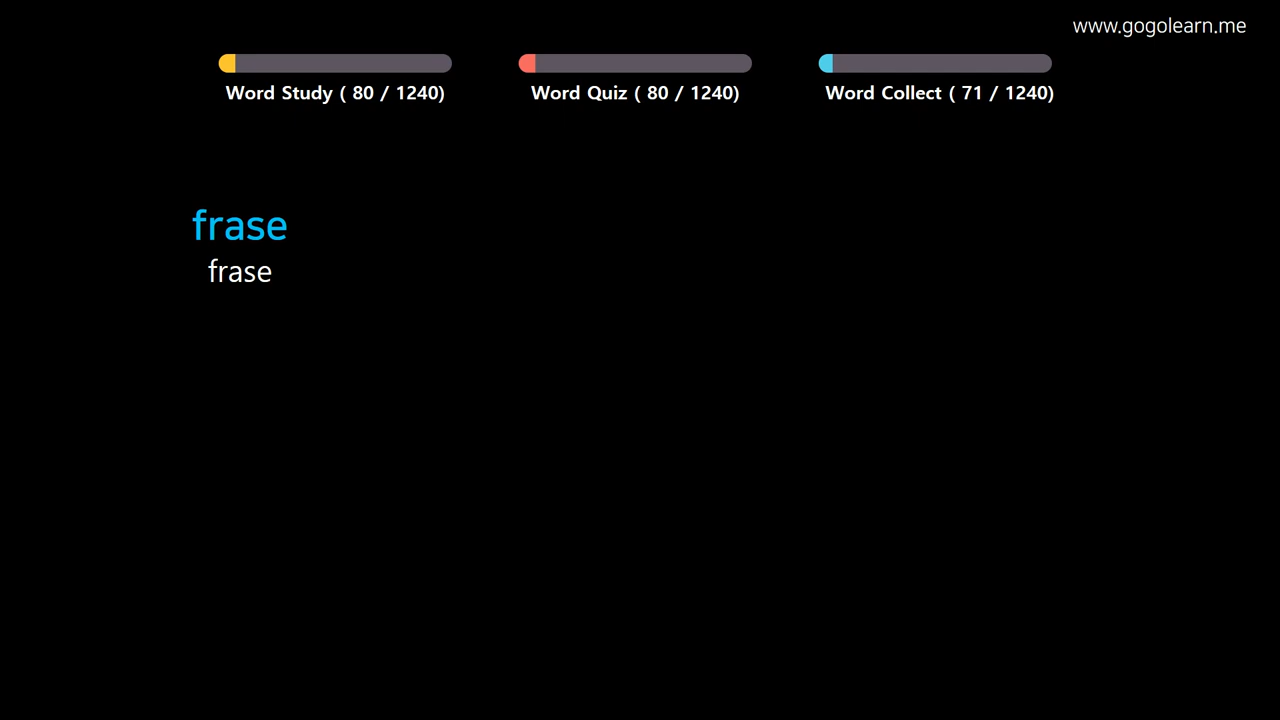 www.gogolearn.me
Word Study ( 80 / 1240)
Word Quiz ( 80 / 1240)
Word Collect ( 71 / 1240)
frase
frase